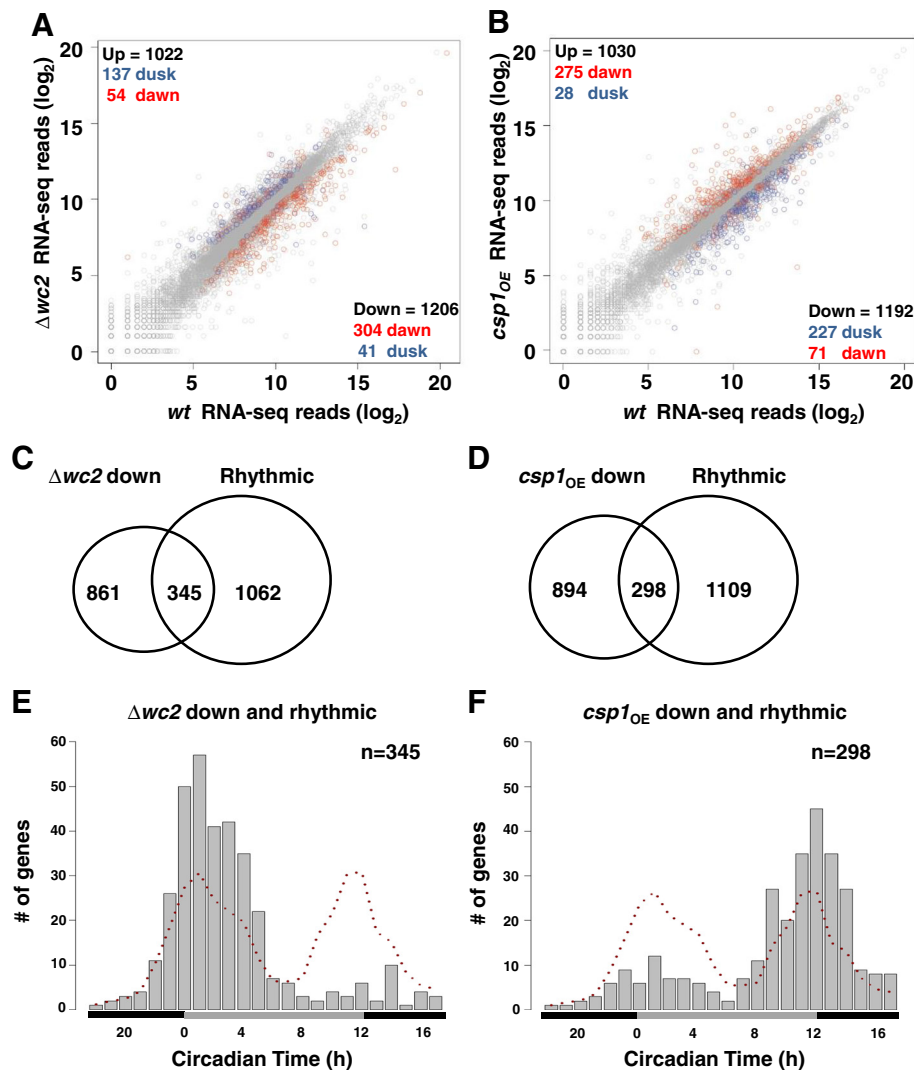 A
Up = 1022
137 dusk
54 dawn
Down = 1206
304 dawn
41 dusk
Δwc2 RNA-seq reads (log2)
20
15
10
5
0
0 5 10 15 20
wt RNA-seq reads (log2)
B
Up = 1030
275 dawn
28 dusk
Down = 1192
227 dusk
71 dawn
csp1OE RNA-seq reads (log2)
20
15
10
5
0
0 5 10 15 20
wt RNA-seq reads (log2)
C
Δwc2 down Rhythmic
861 345 1062
D
csp1OE down Rhythmic
894 298 1109
E
Δwc2 down and rhythmic
n=345
# of genes
60
50
40
30
20
10
0
20 0 4 8 12 16
Circadian Time (h)
F
csp1OE down and rhythmic
n=298
# of genes
60
50
40
30
20
10
0
20 0 4 8 12 16
Circadian Time (h)